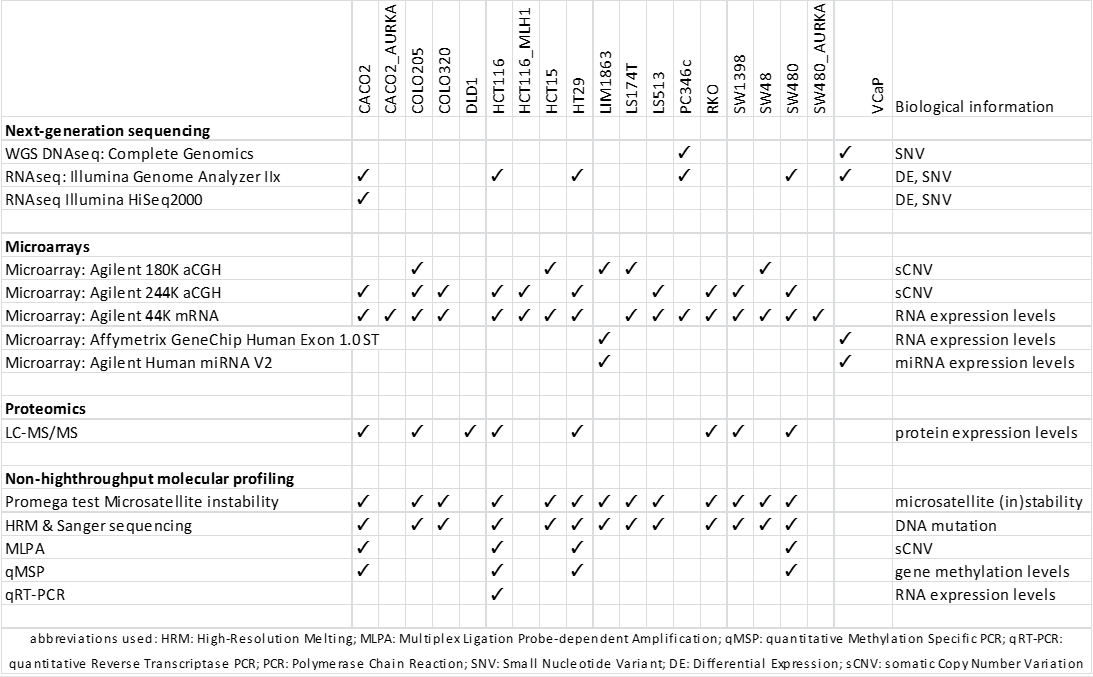 CACO2 CACO2_AURKA COLO205 COLO320 DLD1 HCT116 HCT116_MLH1 HCT15 HT29 LIM1863 LS174T LS513 PC346c RKO SW1398 SW48 SW480 SW480_AURKA VCaP Biological information
Next-generation sequencing
WGS DNAseq: Complete Genomics ✓ ✓ SNV
RNAseq: Illumina Genome Analyzer IIx ✓ ✓ ✓ ✓ ✓ ✓ DE, SNV
RNAseq Illumina HiSeq2000 ✓ DE, SNV
Microarrays
Microarray: Agilent 180K aCGH ✓ ✓ ✓ ✓ ✓ sCNV
Microarray: Agilent 244K aCGH ✓ ✓ ✓ ✓ ✓ ✓ ✓ ✓ ✓ ✓ sCNV
Microarray: Agilent 44K mRNA ✓ ✓ ✓ ✓ ✓ ✓ ✓ ✓ ✓ ✓ ✓ ✓ ✓ ✓ ✓ ✓ RNA expression levels
Microarray: Affymetrix GeneChip Human Exon 1.0 ST ✓ ✓ RNA expression levels
Microarray: Agilent Human miRNA V2 ✓ ✓ miRNA expression levels
Proteomics
LC-MS/MS ✓ ✓ ✓ ✓ ✓ ✓ ✓ ✓ protein expression levels
Non-highthroughput molecular profiling
Promega test Microsatellite instability ✓ ✓ ✓ ✓ ✓ ✓ ✓ ✓ ✓ ✓ ✓ ✓ ✓ microsatellite (in)stability
HRM & Sanger sequencing ✓ ✓ ✓ ✓ ✓ ✓ ✓ ✓ ✓ ✓ ✓ ✓ ✓ DNA mutation
MLPA ✓ ✓ ✓ ✓ sCNV
qMSP ✓ ✓ ✓ ✓ gene methylation levels
qRT-PCR ✓ RNA expression levels
abbreviations used: HRM: High-Resolution Melting; MLPA: Multiplex Ligation Probe-dependent Amplification; qMSP: quantitative Methylation Specific PCR; qRT-PCR:
quantitative Reverse Transcriptase PCR; PCR: Polymerase Chain Reaction; SNV: Small Nucleotide Variant; DE: Differential Expression; sCNV: somatic Copy Number Variation